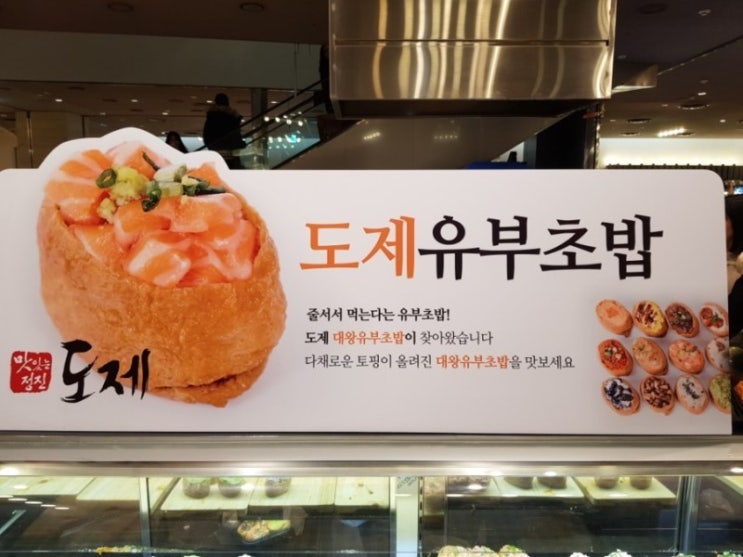 도제유부초밥
줄서서 먹는다는 유부초밥!
도제 대왕유부초밥이 찾아왔습니다
다채로운 토핑이 올려진 대왕유부초밥을 맛보세요
맛있는
정진
도제